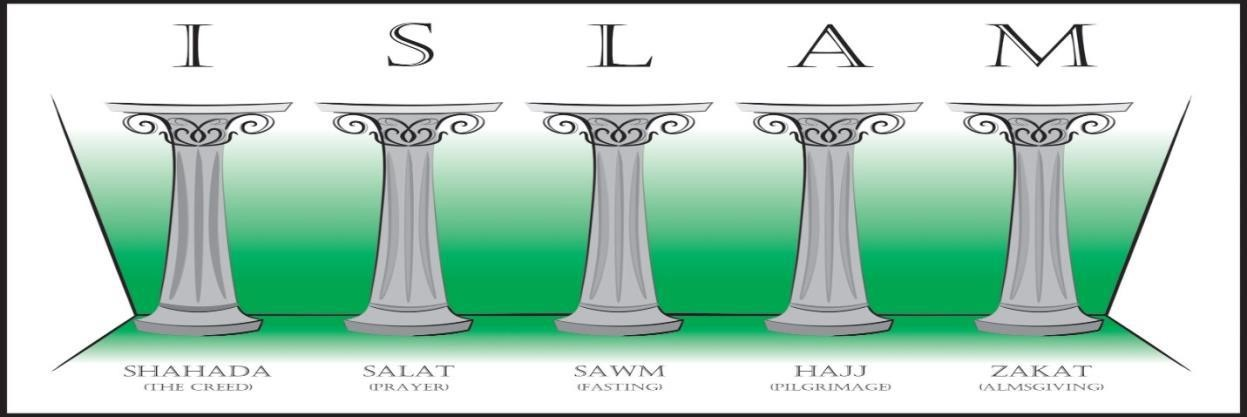 I S L A M
SHAHADA SALAT SAWM HAJJ ZAKAT
(THE CREED) (PRAYER) (FASTING) (PILGRIMAGE) (ALMSGIVING)